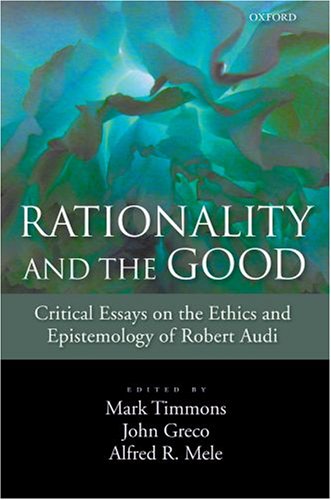 OXFORD
RATIONALITY
AND THE GOOD
Critical Essays on the Ethics and
Epistemology of Robert Audi
EDITED BY
Mark Timmons
John Greco
Alfred R. Mele